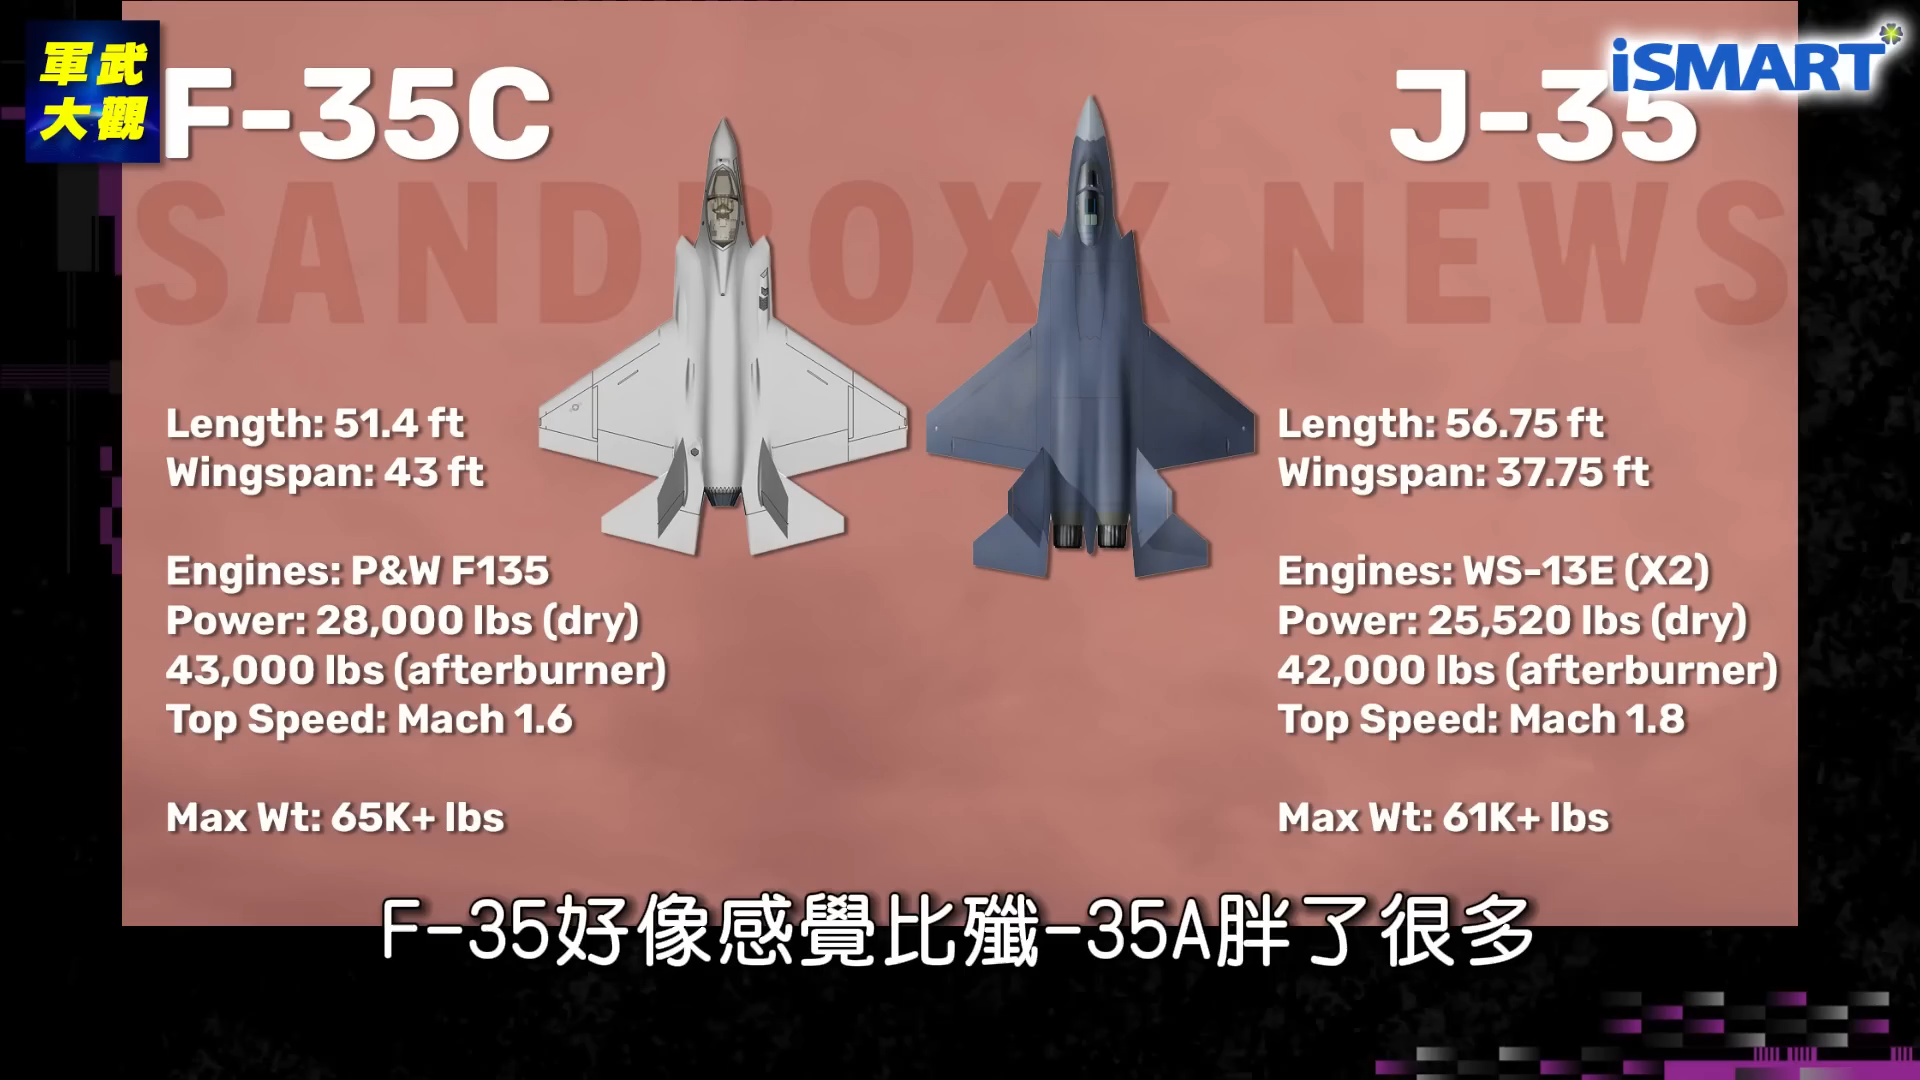 軍武
大觀
iSMART
F-35C
J-35
SANDBOXX NEWS
Length: 51.4 ft
Wingspan: 43 ft
Engines: P&W F135
Power: 28,000 lbs (dry)
43,000 lbs (afterburner)
Top Speed: Mach 1.6
Max Wt: 65K+ lbs
Length: 56.75 ft
Wingspan: 37.75 ft
Engines: WS-13E (X2)
Power: 25,520 lbs (dry)
42,000 lbs (afterburner)
Top Speed: Mach 1.8
Max Wt: 61K+ lbs
F-35好像感覺比殲-35A胖了很多